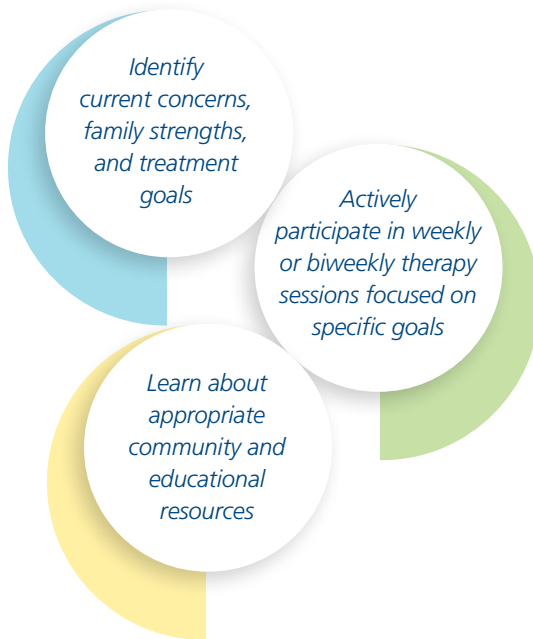 Identify
current concerns,
family strengths,
and treatment
goals
Actively
participate in weekly
or biweekly therapy
sessions focused on
specific goals
Learn about
appropriate
community and
educational
resources